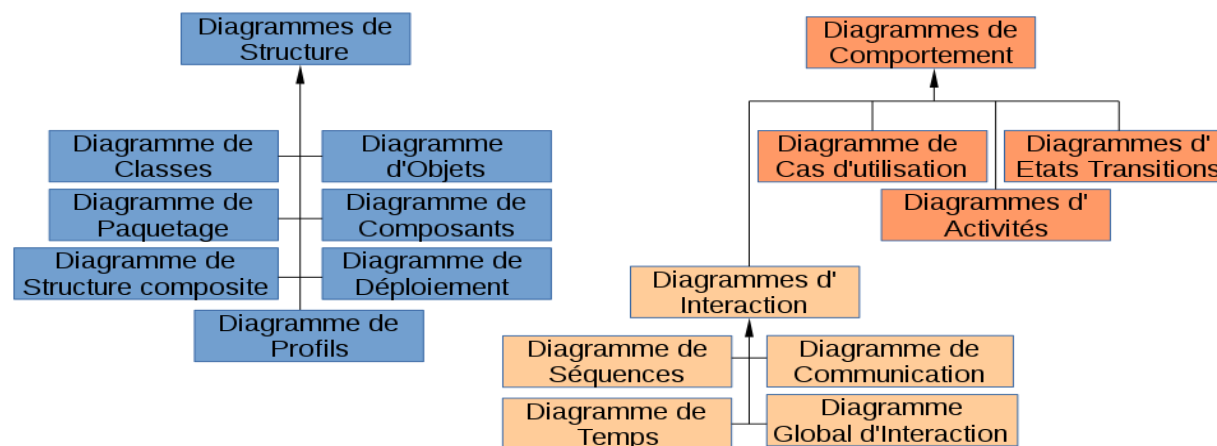 Diagrammes de
Structure
Diagramme de
Classes
Diagramme
d'Objets
Diagramme de
Paquetage
Diagramme de
Composants
Diagramme de
Structure composite
Diagramme de
Déploiement
Diagramme de
Profils
Diagrammes de
Comportement
Diagramme de
Cas d'utilisation
Diagrammes d'
Etats Transitions
Diagrammes d'
Activités
Diagrammes d'
Interaction
Diagramme de
Séquences
Diagramme de
Communication
Diagramme de
Temps
Diagramme
Global d'Interaction